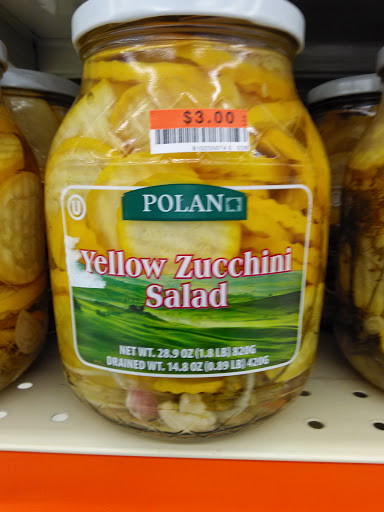 $3.00
POLAN
Yellow Zucchini
Salad
NET WT. 28.9 OZ (1.8 LB) 820G
DRAINED WT. 14.8 OZ (0.89 LB) 420G